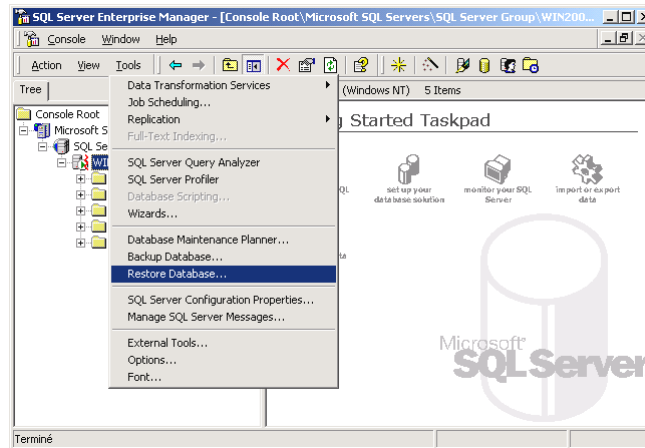 SQL Server Enterprise Manager - [Console Root\Microsoft SQL Servers\SQL Server Group\WIN200...
Console Window Help
Action View Tools
Tree
(Windows NT) 5 Items
Console Root
Microsoft S
SQL Se
WI
Data Transformation Services
Job Scheduling...
Replication
Full-Text Indexing...
SQL Server Query Analyzer
SQL Server Profiler
Database Scripting...
Wizards...
Database Maintenance Planner...
Backup Database...
Restore Database...
SQL Server Configuration Properties...
Manage SQL Server Messages...
External Tools...
Options...
Font...
g Started Taskpad
QL
set up your
database solution
monitor your SQL
Server
import or export
data
ta
Microsoft®
SQL Server
Terminé